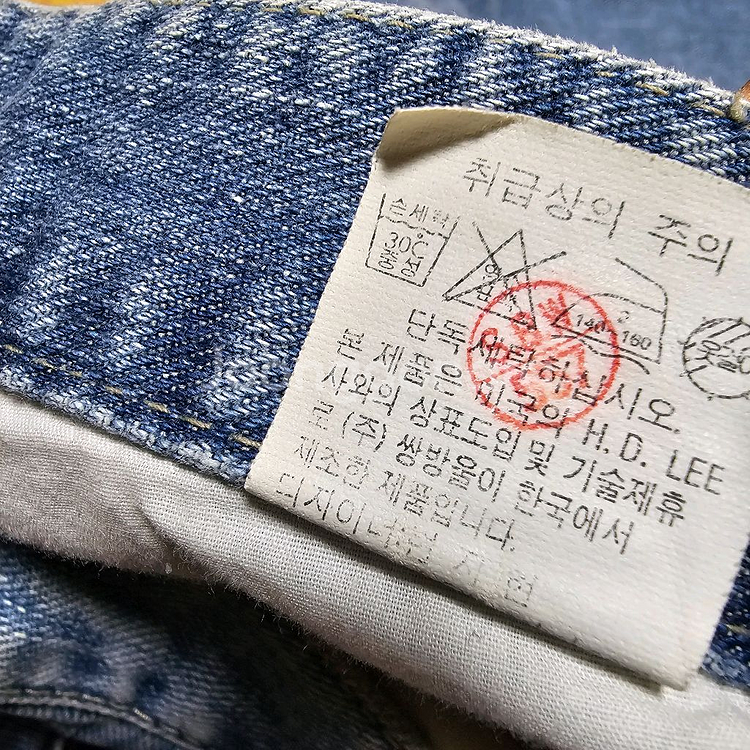 취급상의 주의
손세탁
30℃
중성
140~160
옷걸이
단독 세탁하십시오.
본 제품은 미국의 H.D. LEE
사와의 상표도입 및 기술제휴
로 (주) 쌍방울이 한국에서
제조한 제품입니다.